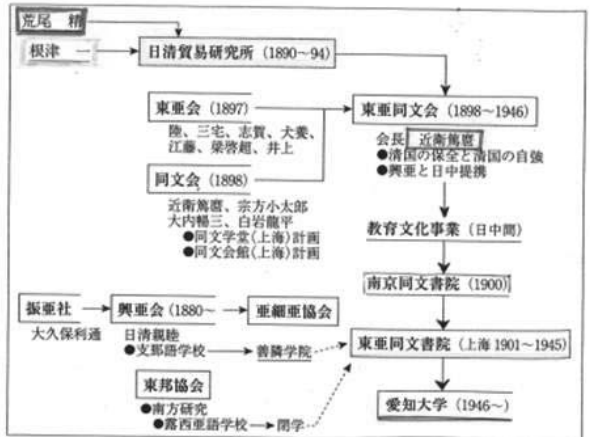 荒尾 精
根津 一
日清貿易研究所 (1890〜94)
東亜会 (1897)
陸、三宅、志賀、犬養、
江藤、梁啓超、井上
東亜同文会 (1898〜1946)
会長 近衛篤麿
●清国の保全と清国の自強
●興亜と日中提携
同文会 (1898)
近衛篤麿、宗方小太郎
大内暢三、白岩龍平
●同文学堂(上海)計画
●同文会館(上海)計画
教育文化事業 (日中間)
南京同文書院 (1900)
振亜社
大久保利通
興亜会 (1880〜
日清親睦
●支那語学校
亜細亜協会
善隣学院
東亜同文書院 (上海 1901〜1945)
東邦協会
●南方研究
●露西亜語学校
閉学
愛知大学 (1946〜)